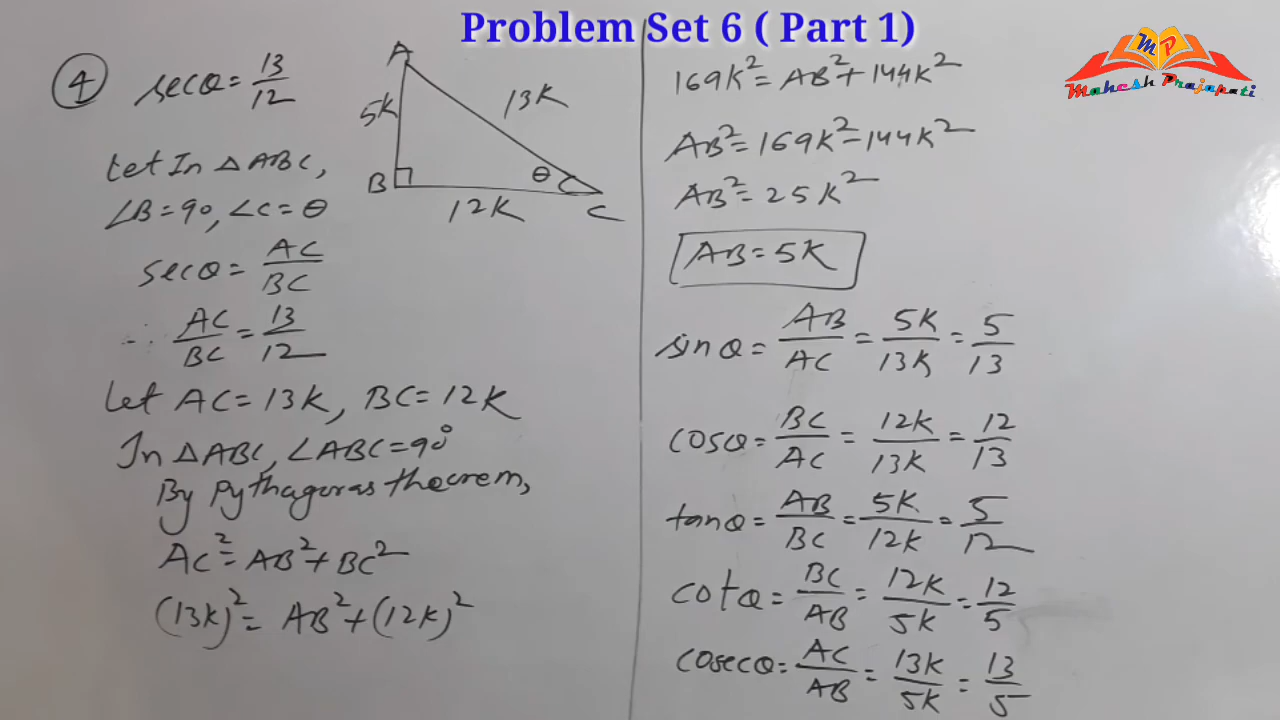 Problem Set 6 ( Part 1)
MP
Mahesh Prajapati
4 secθ = 13/12
A
5K
13K
B
θ
12K
C
Let In △ABC,
∠B = 90, ∠C = θ
secθ = AC/BC
∴ AC/BC = 13/12
Let AC = 13K, BC = 12K
In △ABC, ∠ABC = 90°
By Pythagoras theorem,
AC² = AB² + BC²
(13K)² = AB² + (12K)²
169K² = AB² + 144K²
AB² = 169K² - 144K²
AB² = 25K²
AB = 5K
sinθ = AB/AC = 5K/13K = 5/13
cosθ = BC/AC = 12K/13K = 12/13
tanθ = AB/BC = 5K/12K = 5/12
cotθ = BC/AB = 12K/5K = 12/5
cosecθ = AC/AB = 13K/5K = 13/5